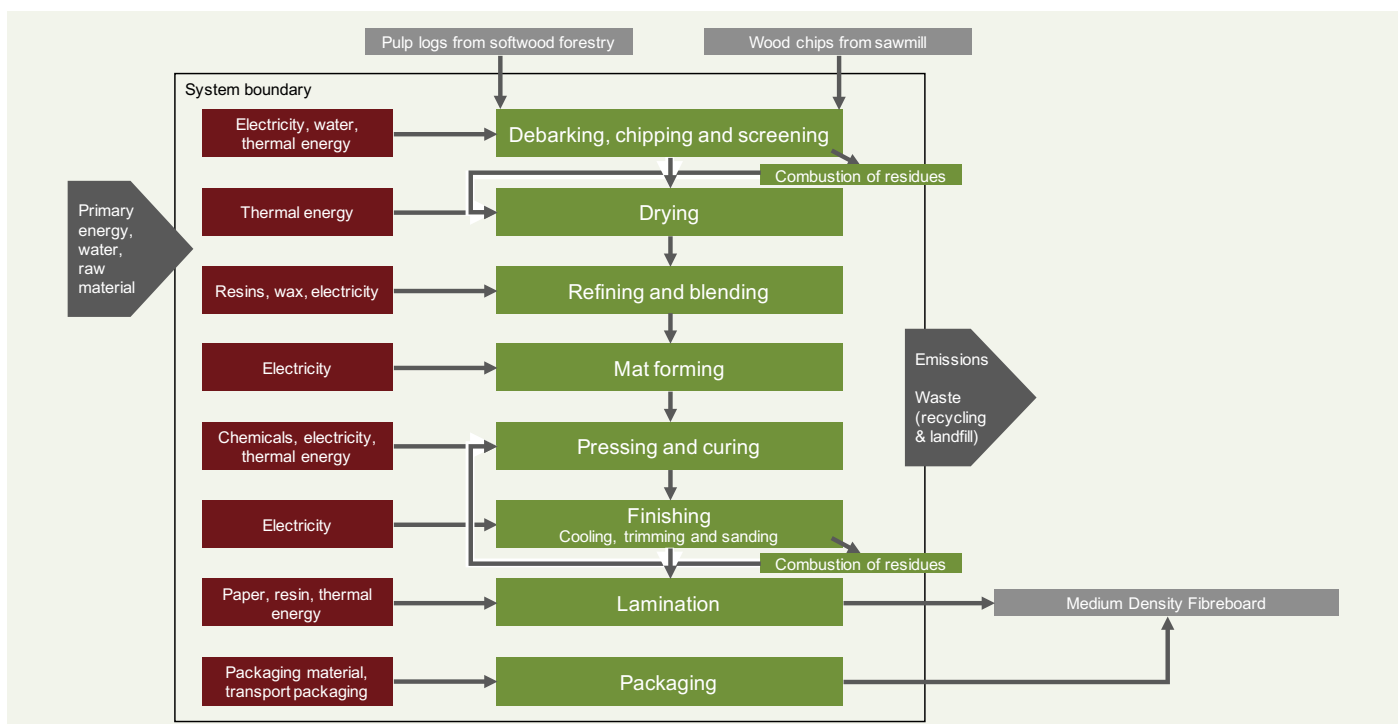 Pulp logs from softwood forestry
Wood chips from sawmill
System boundary
Electricity, water,
thermal energy
Debarking, chipping and screening
Combustion of residues
Primary
energy,
water,
raw
material
Thermal energy
Drying
Resins, wax, electricity
Refining and blending
Electricity
Mat forming
Emissions
Waste
(recycling
& landfill)
Chemicals, electricity,
thermal energy
Pressing and curing
Electricity
Finishing
Cooling, trimming and sanding
Combustion of residues
Paper, resin, thermal
energy
Lamination
Medium Density Fibreboard
Packaging material,
transport packaging
Packaging